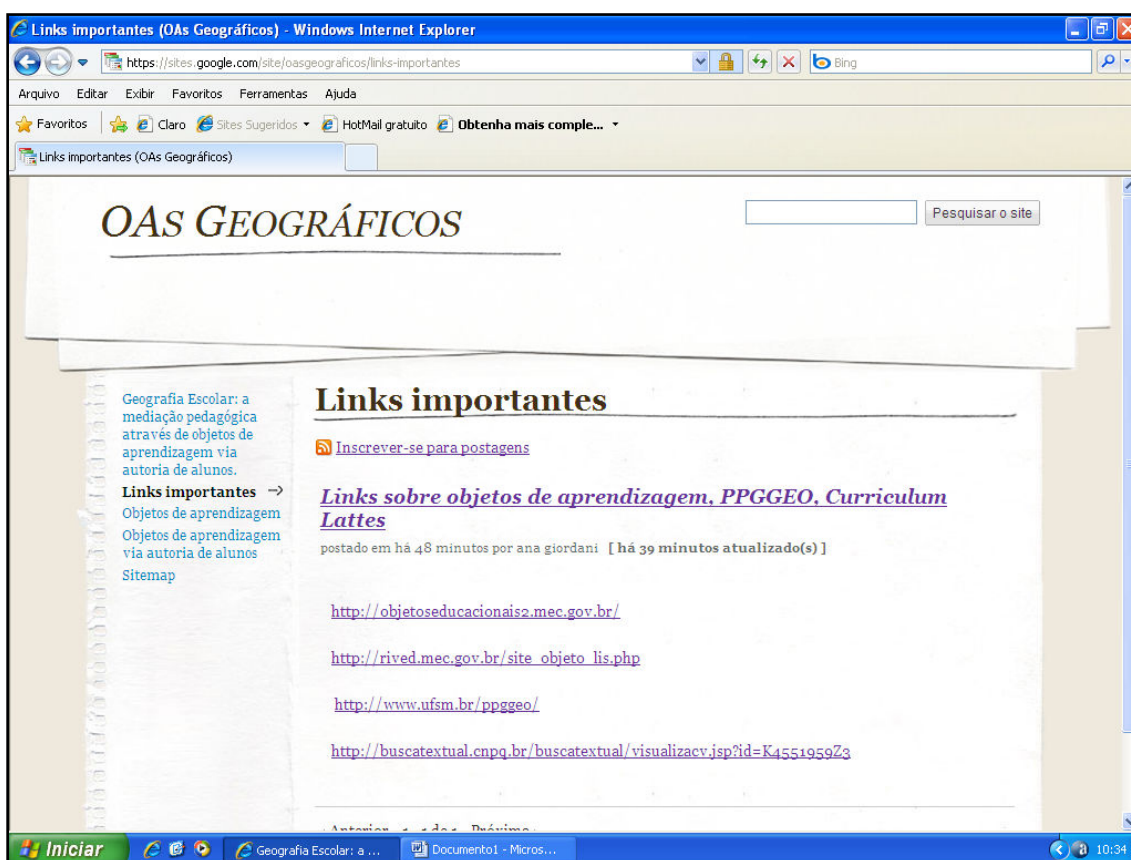 Links importantes (OAs Geográficos) - Windows Internet Explorer
https://sites.google.com/site/oasgeograficos/links-importantes
Bing
Arquivo Editar Exibir Favoritos Ferramentas Ajuda
Favoritos Claro Sites Sugeridos HotMail gratuito Obtenha mais comple...
Links importantes (OAs Geográficos)
OAS GEOGRÁFICOS
Pesquisar o site
Geografia Escolar: a
mediação pedagógica
através de objetos de
aprendizagem via
autoria de alunos.
Links importantes
Objetos de aprendizagem
Objetos de aprendizagem
via autoria de alunos
Sitemap
Links importantes
Inscrever-se para postagens
Links sobre objetos de aprendizagem, PPGGEO, Curriculum
Lattes
postado em há 48 minutos por ana giordani [ há 39 minutos atualizado(s) ]
http://objetoseducacionais2.mec.gov.br/
http://rived.mec.gov.br/site_objeto_lis.php
http://www.ufsm.br/ppggeo/
http://buscatextual.cnpq.br/buscatextual/visualizacv.jsp?id=K4551959Z3
Anterior 1-1 de 1 Próximo
Iniciar Geografia Escolar: a ... Documento1 - Micros... 10:34